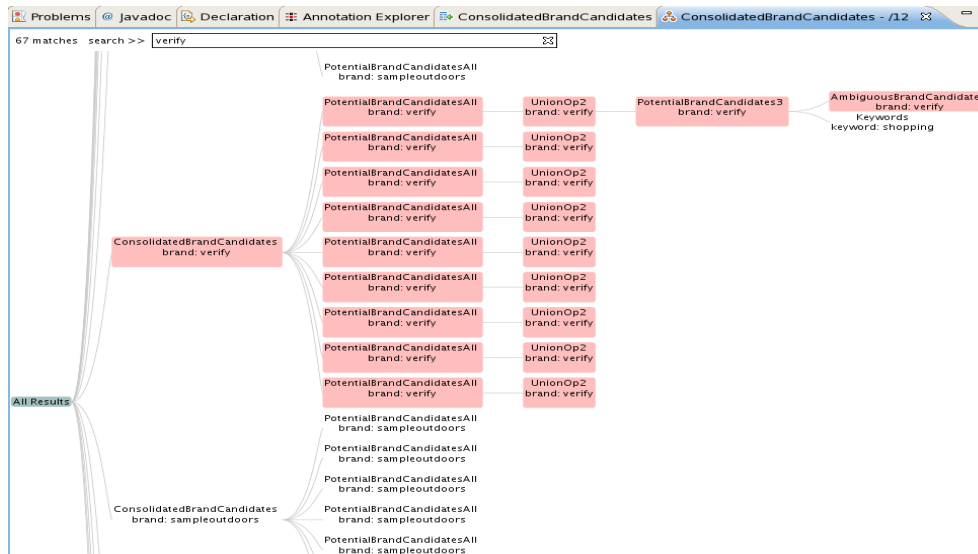 Problems @ Javadoc Declaration Annotation Explorer ConsolidatedBrandCandidates ConsolidatedBrandCandidates - /12
67 matches search >> verify
PotentialBrandCandidatesAll
brand: sampleoutdoors
PotentialBrandCandidatesAll UnionOp2 PotentialBrandCandidates3 AmbiguousBrandCandidate
brand: verify brand: verify brand: verify brand: verify
Keywords
keyword: shopping
PotentialBrandCandidatesAll UnionOp2
brand: verify brand: verify
PotentialBrandCandidatesAll UnionOp2
brand: verify brand: verify
PotentialBrandCandidatesAll UnionOp2
brand: verify brand: verify
ConsolidatedBrandCandidates PotentialBrandCandidatesAll UnionOp2
brand: verify brand: verify brand: verify
PotentialBrandCandidatesAll UnionOp2
brand: verify brand: verify
PotentialBrandCandidatesAll UnionOp2
brand: verify brand: verify
PotentialBrandCandidatesAll UnionOp2
brand: verify brand: verify
PotentialBrandCandidatesAll UnionOp2
brand: verify brand: verify
All Results
PotentialBrandCandidatesAll
brand: sampleoutdoors
PotentialBrandCandidatesAll
brand: sampleoutdoors
PotentialBrandCandidatesAll
brand: sampleoutdoors
ConsolidatedBrandCandidates PotentialBrandCandidatesAll
brand: sampleoutdoors brand: sampleoutdoors
PotentialBrandCandidatesAll
brand: sampleoutdoors